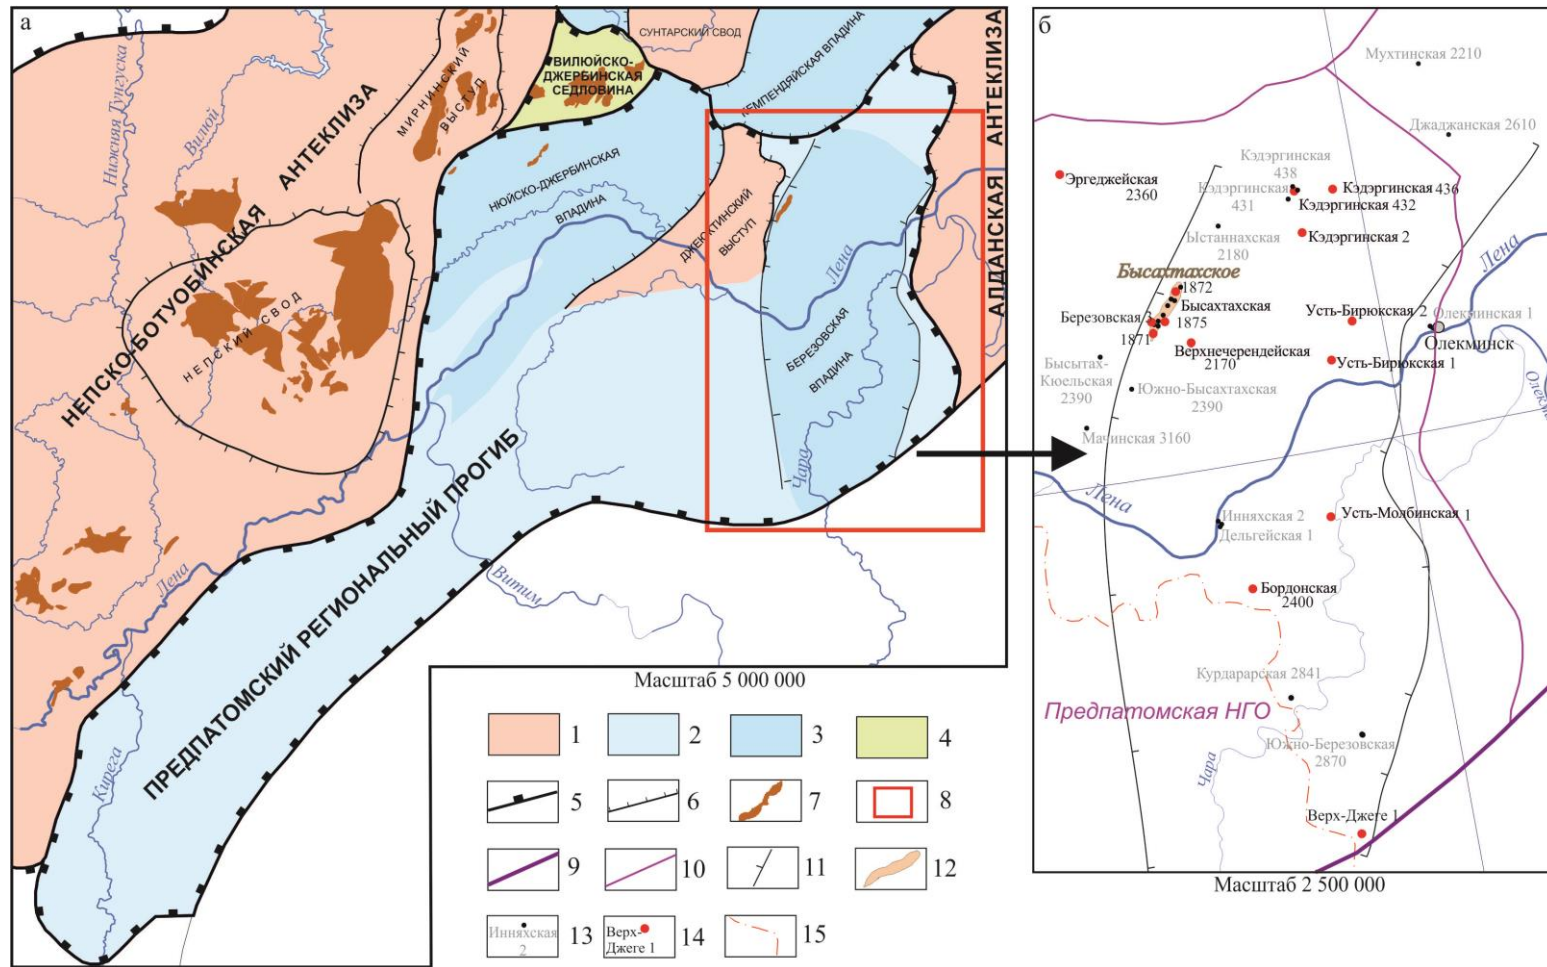 а
Нижняя Тунгуска
Вилюй
АНТЕКЛИЗА
МИРНИНСКИЙ
ВЫСТУП
ВИЛЮЙСКО-
ДЖЕРБИНСКАЯ
СЕДЛОВИНА
СУНТАРСКИЙ СВОД
КЕМПЕНДЯЙСКАЯ ВПАДИНА
АНТЕКЛИЗА
АЛДАНСКАЯ
НЮЙСКО-ДЖЕРБИНСКАЯ
ВПАДИНА
ДЖЕЮКТИНСКИЙ
ВЫСТУП
Лена
НЕПСКО-БОТУОБИНСКАЯ
НЕПСКИЙ СВОД
БЕРЕЗОВСКАЯ
ВПАДИНА
Чара
Лена
Витим
ПРЕДПАТОМСКИЙ РЕГИОНАЛЬНЫЙ ПРОГИБ
Киренга
Масштаб 5 000 000
1
2
3
4
5
6
7
8
9
10
11
12
Инняхская
2
13
Верх-
Джеге 1
14
15
б
Мухтинская 2210
Джаджанская 2610
Эргеджейская
2360
Кэдэргинская
438
Кэдэргинская
431
Кэдэргинская 436
Кэдэргинская 432
Кэдэргинская 2
Ыстаннахская
2180
Бысахтахское
1872
Бысахтахская
1875
Березовская 3
1871
Верхнечерендейская
2170
Усть-Бирюкская 2
Усть-Бирюкская 1
Лена
Олекминская 1
Олекминск
Бысытах-
Кюельская
2390
Южно-Бысахтахская
2390
Мачинская 3160
Лена
Инняхская 2
Дельгейская 1
Усть-Молбинская 1
Бордонская
2400
Курдарарская 2841
Предпатомская НГО
Южно-Березовская
2870
Чара
Верх-Джеге 1
Масштаб 2 500 000